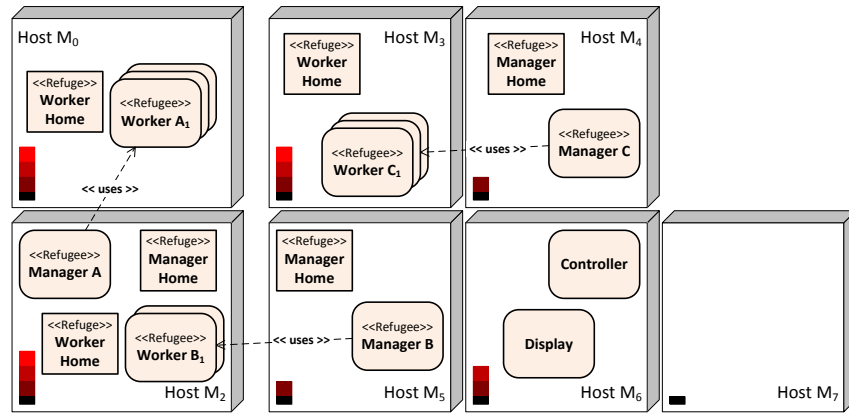 Host M₀
<<Refuge>>
Worker
Home
<<Refugee>>
Worker A₁
<< uses >>
Host M₃
<<Refuge>>
Worker
Home
<<Refugee>>
Worker C₁
<< uses >>
Host M₄
<<Refuge>>
Manager
Home
<<Refugee>>
Manager C
<<Refugee>>
Manager A
<<Refuge>>
Manager
Home
<<Refuge>>
Worker
Home
<<Refugee>>
Worker B₁
Host M₂
<< uses >>
<<Refuge>>
Manager
Home
<<Refugee>>
Manager B
Host M₅
Controller
Display
Host M₆
Host M₇